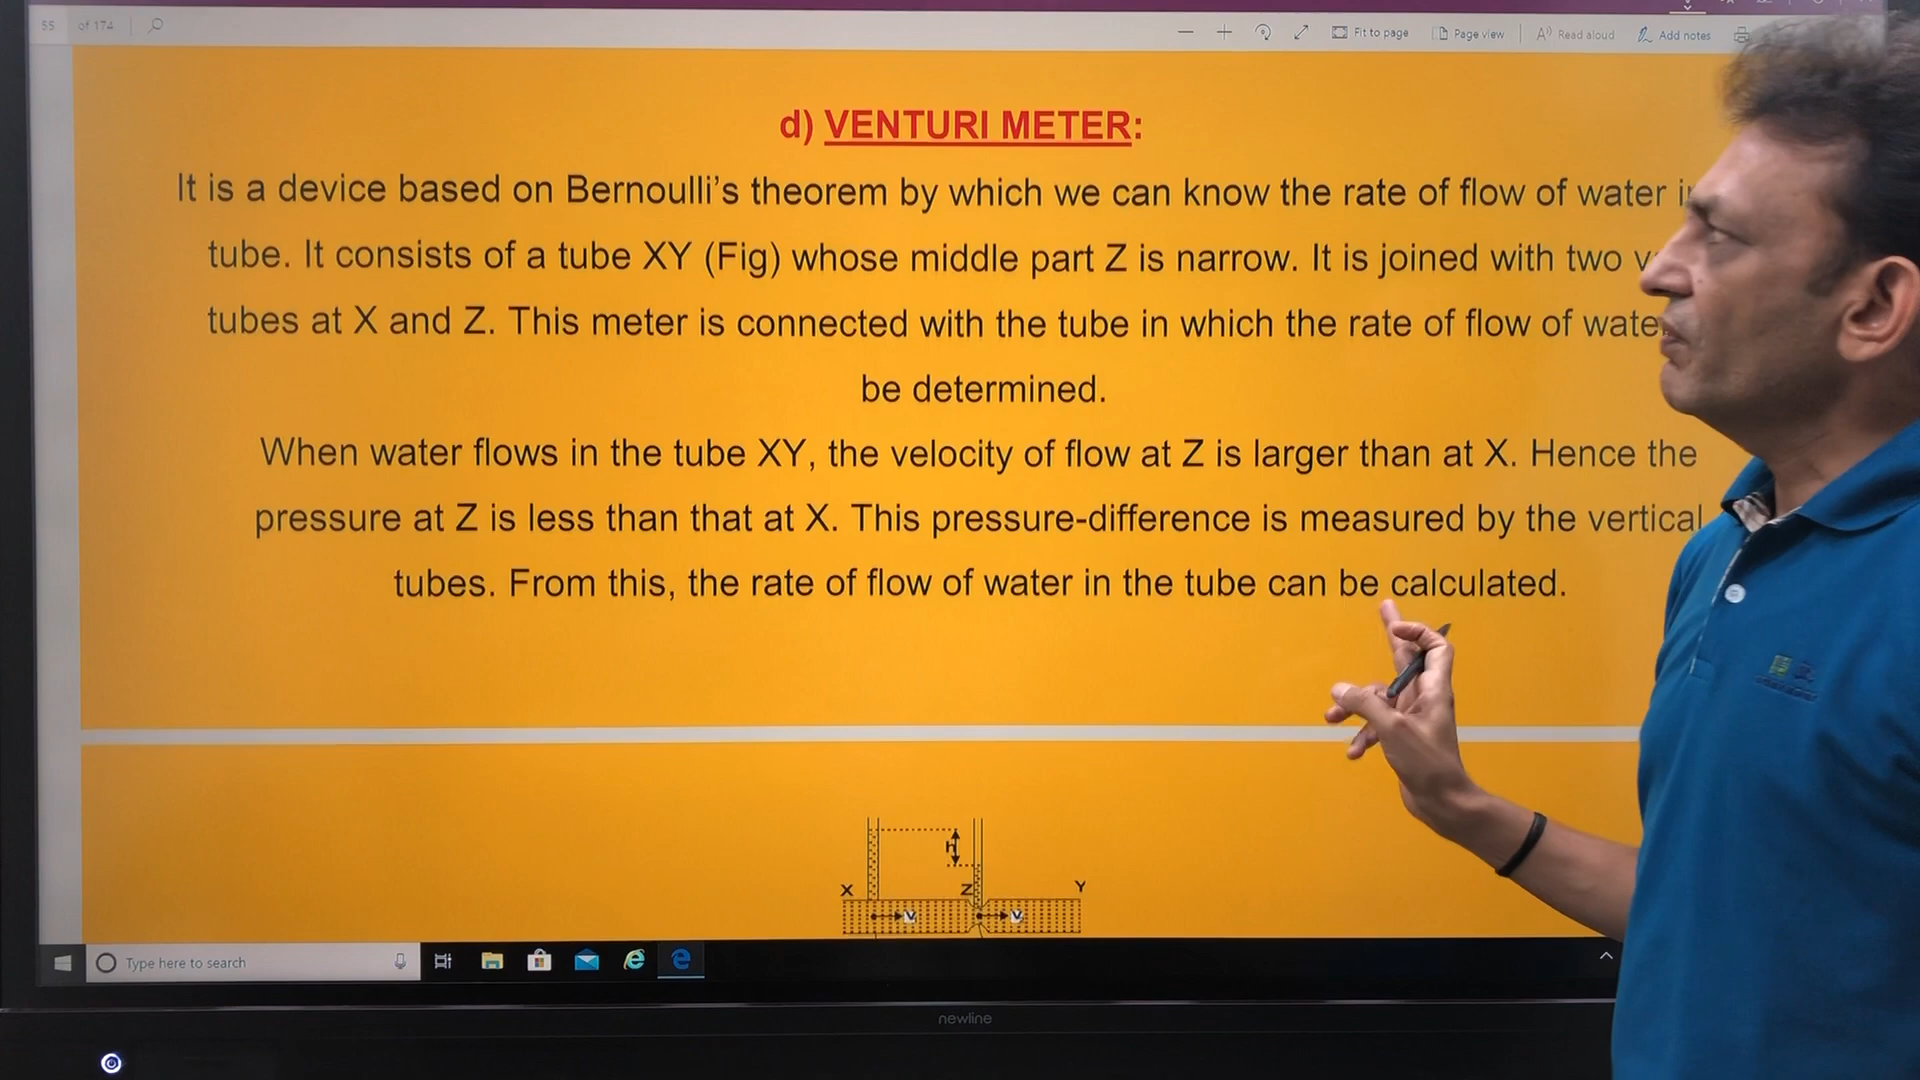 55 of 174
Fit to page
Page view
Read aloud
Add notes
d) VENTURI METER:
It is a device based on Bernoulli's theorem by which we can know the rate of flow of water
tube. It consists of a tube XY (Fig) whose middle part Z is narrow. It is joined with two
tubes at X and Z. This meter is connected with the tube in which the rate of flow of
be determined.
When water flows in the tube XY, the velocity of flow at Z is larger than at X. Hence the
pressure at Z is less than that at X. This pressure-difference is measured by the vertical
tubes. From this, the rate of flow of water in the tube can be calculated.
h
X Z Y
v v
Type here to search
newline